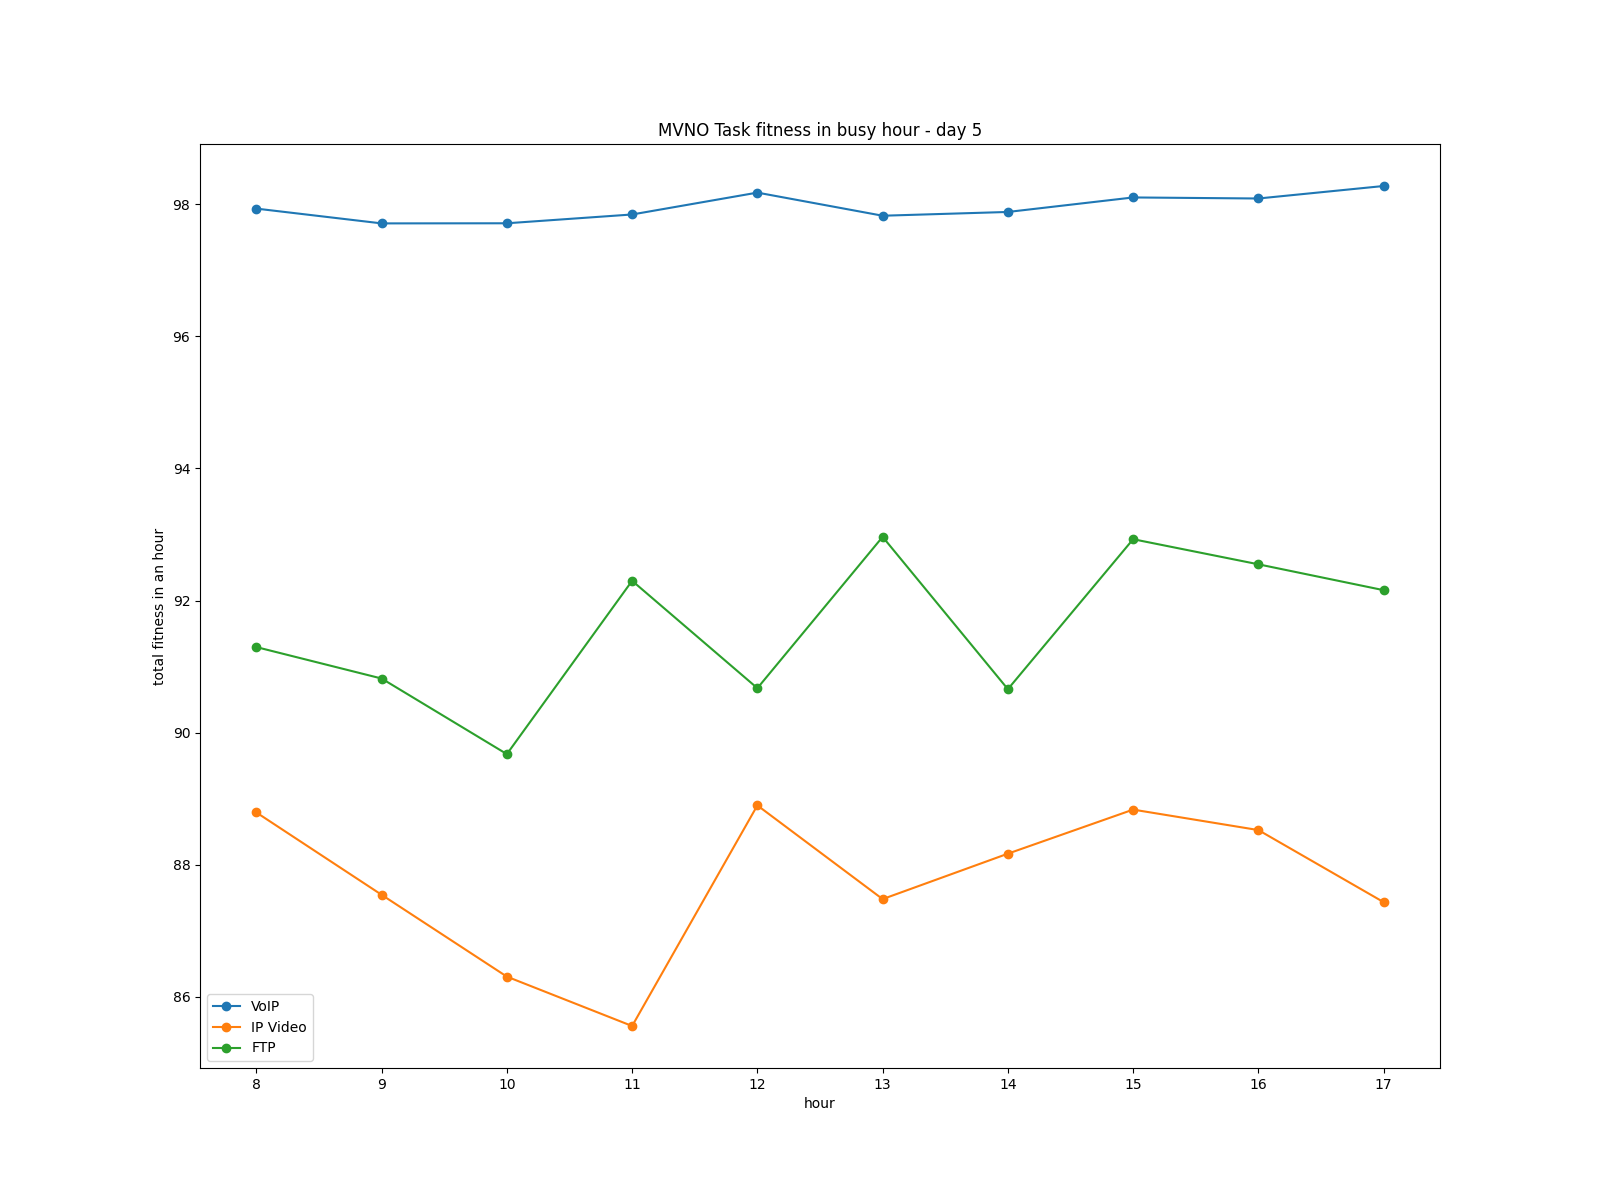 MVNO Task fitness in busy hour - day 5
98
96
94
92
90
88
86
total fitness in an hour
VoIP
IP Video
FTP
8 9 10 11 12 13 14 15 16 17
hour